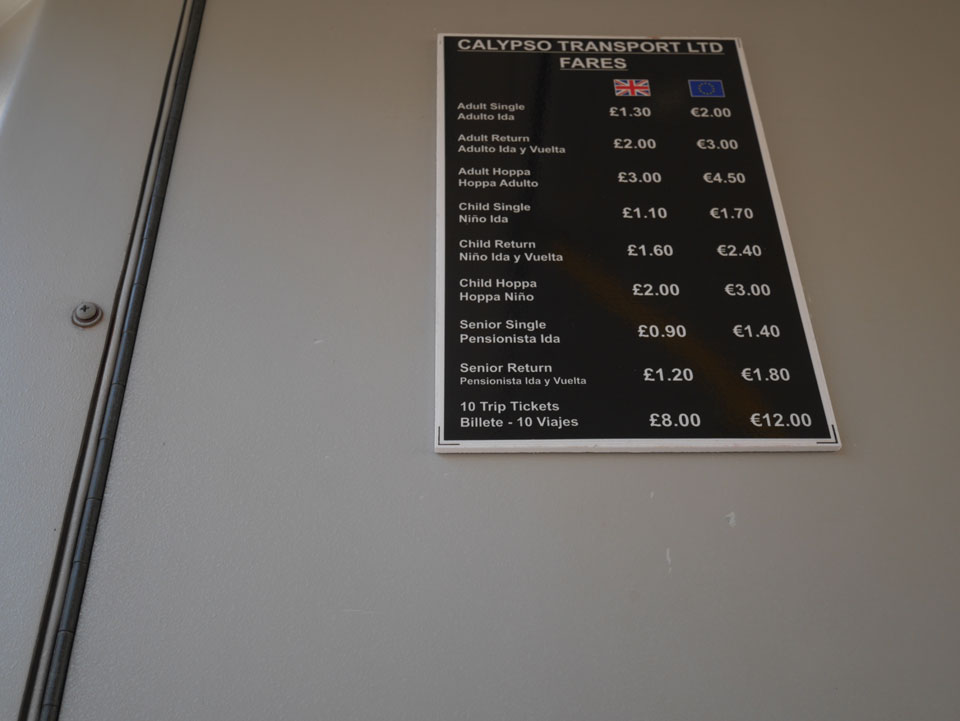 CALYPSO TRANSPORT LTD
FARES
Adult Single £1.30 €2.00
Adulto Ida
Adult Return £2.00 €3.00
Adulto Ida y Vuelta
Adult Hoppa £3.00 €4.50
Hoppa Adulto
Child Single £1.10 €1.70
Niño Ida
Child Return £1.60 €2.40
Niño Ida y Vuelta
Child Hoppa £2.00 €3.00
Hoppa Niño
Senior Single £0.90 €1.40
Pensionista Ida
Senior Return £1.20 €1.80
Pensionista Ida y Vuelta
10 Trip Tickets £8.00 €12.00
Billete - 10 Viajes